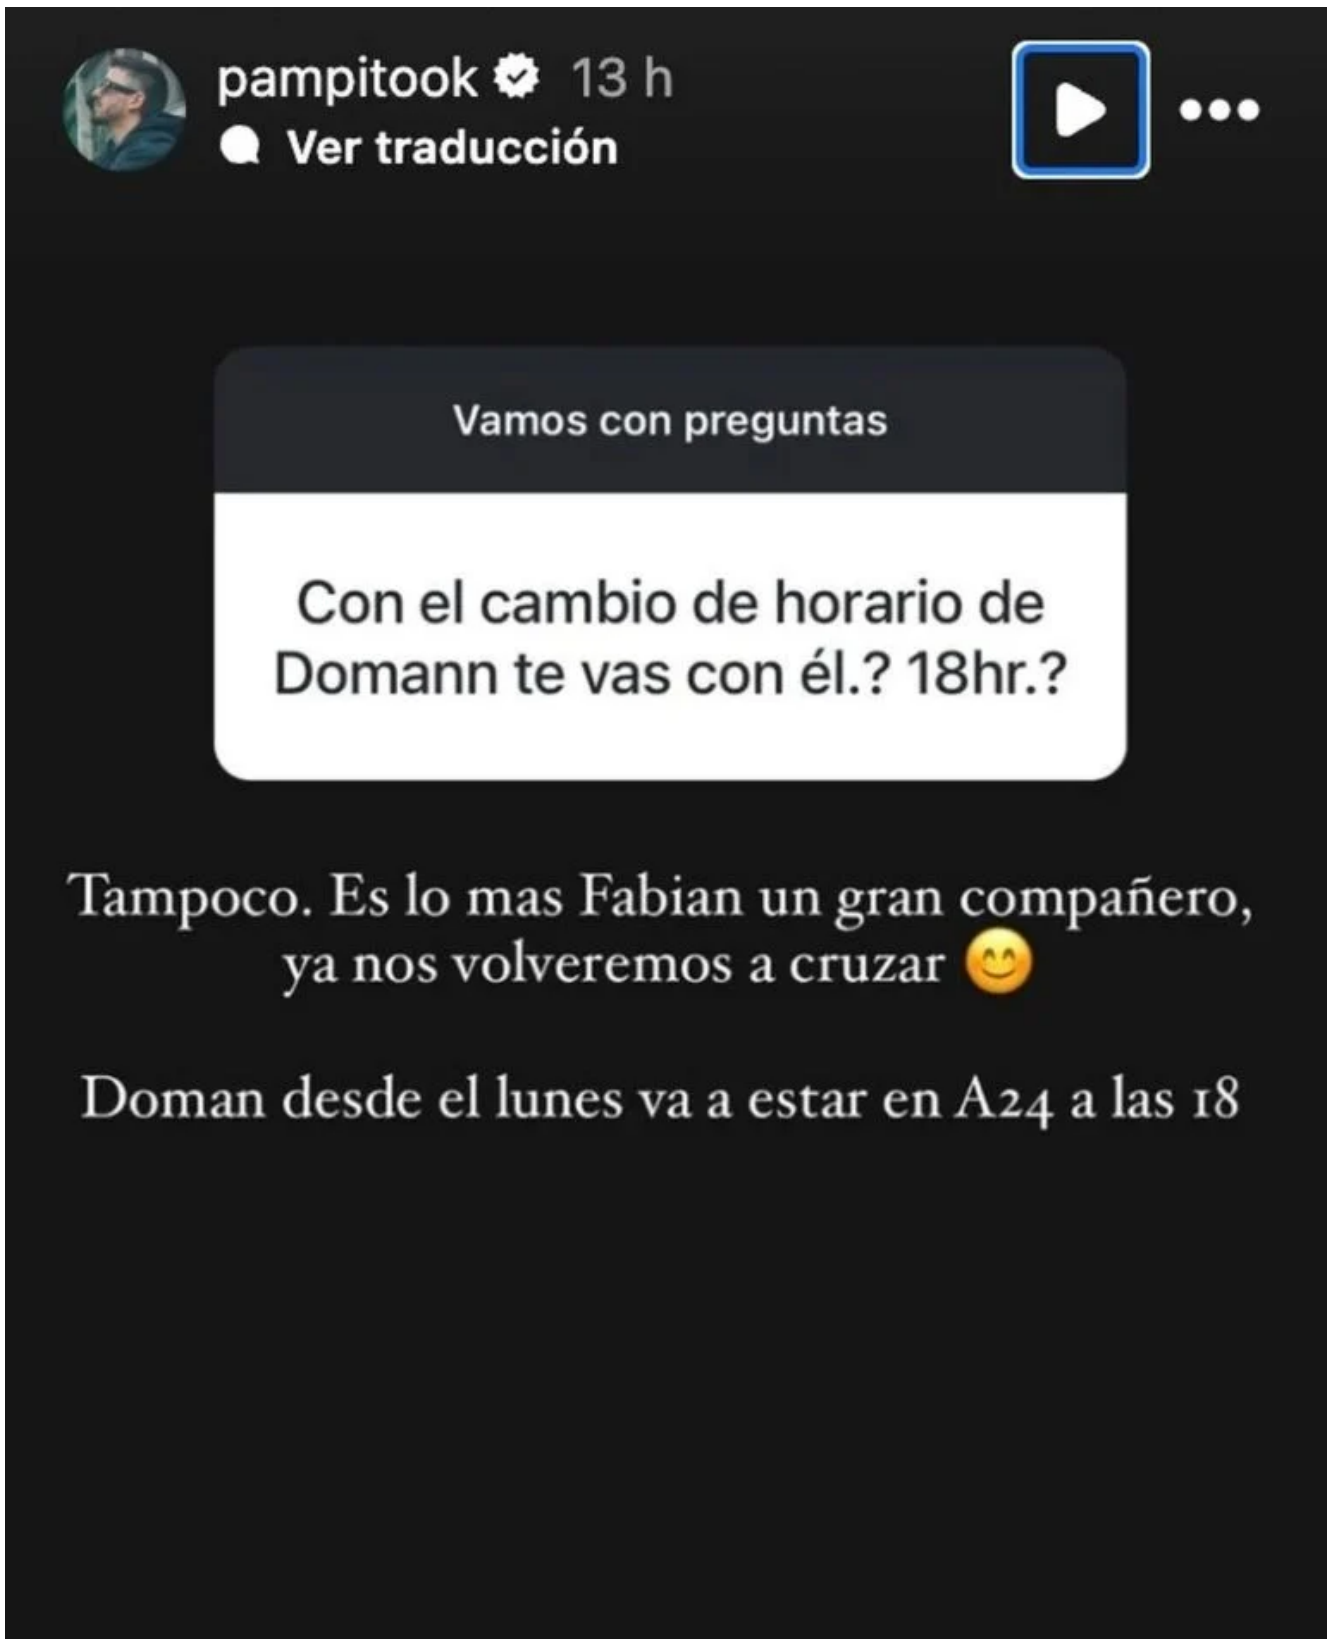 pampitook 13 h
Ver traducción
Vamos con preguntas
Con el cambio de horario de
Domann te vas con él.? 18hr.?
Tampoco. Es lo mas Fabian un gran compañero,
ya nos volveremos a cruzar 😊
Doman desde el lunes va a estar en A24 a las 18